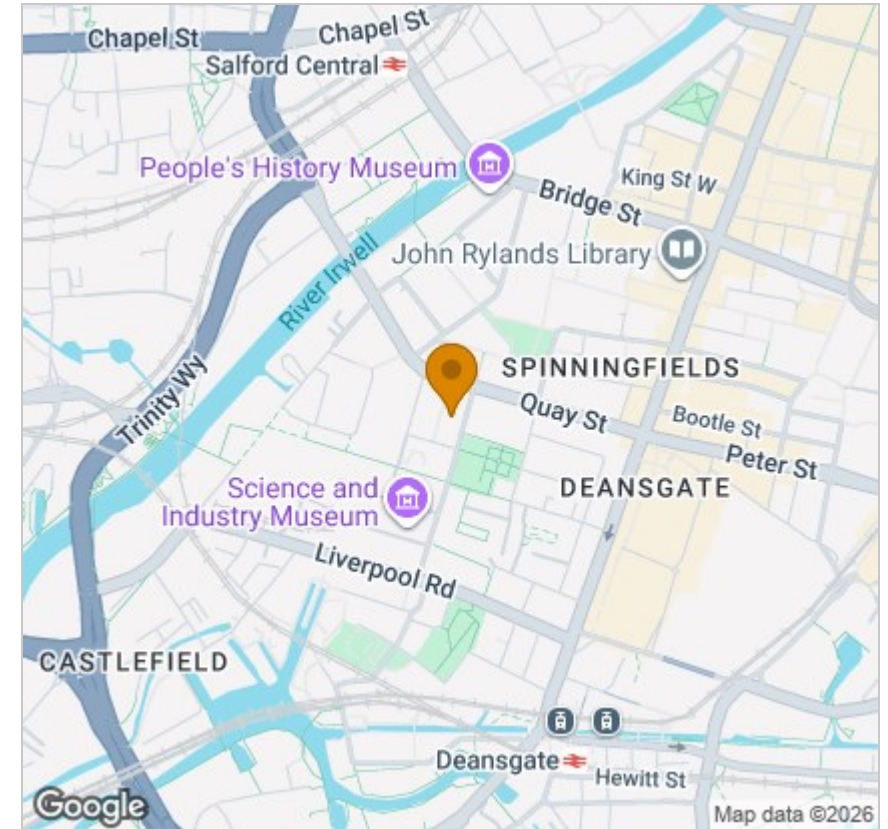 Chapel St
Chapel St
Salford Central
People's History Museum
King St W
Bridge St
John Rylands Library
River Irwell
SPINNINGFIELDS
Trinity Wy
Quay St
Bootle St
Peter St
Science and
Industry Museum
DEANSGATE
Liverpool Rd
CASTLEFIELD
Deansgate
Hewitt St
Google
Map data ©2026